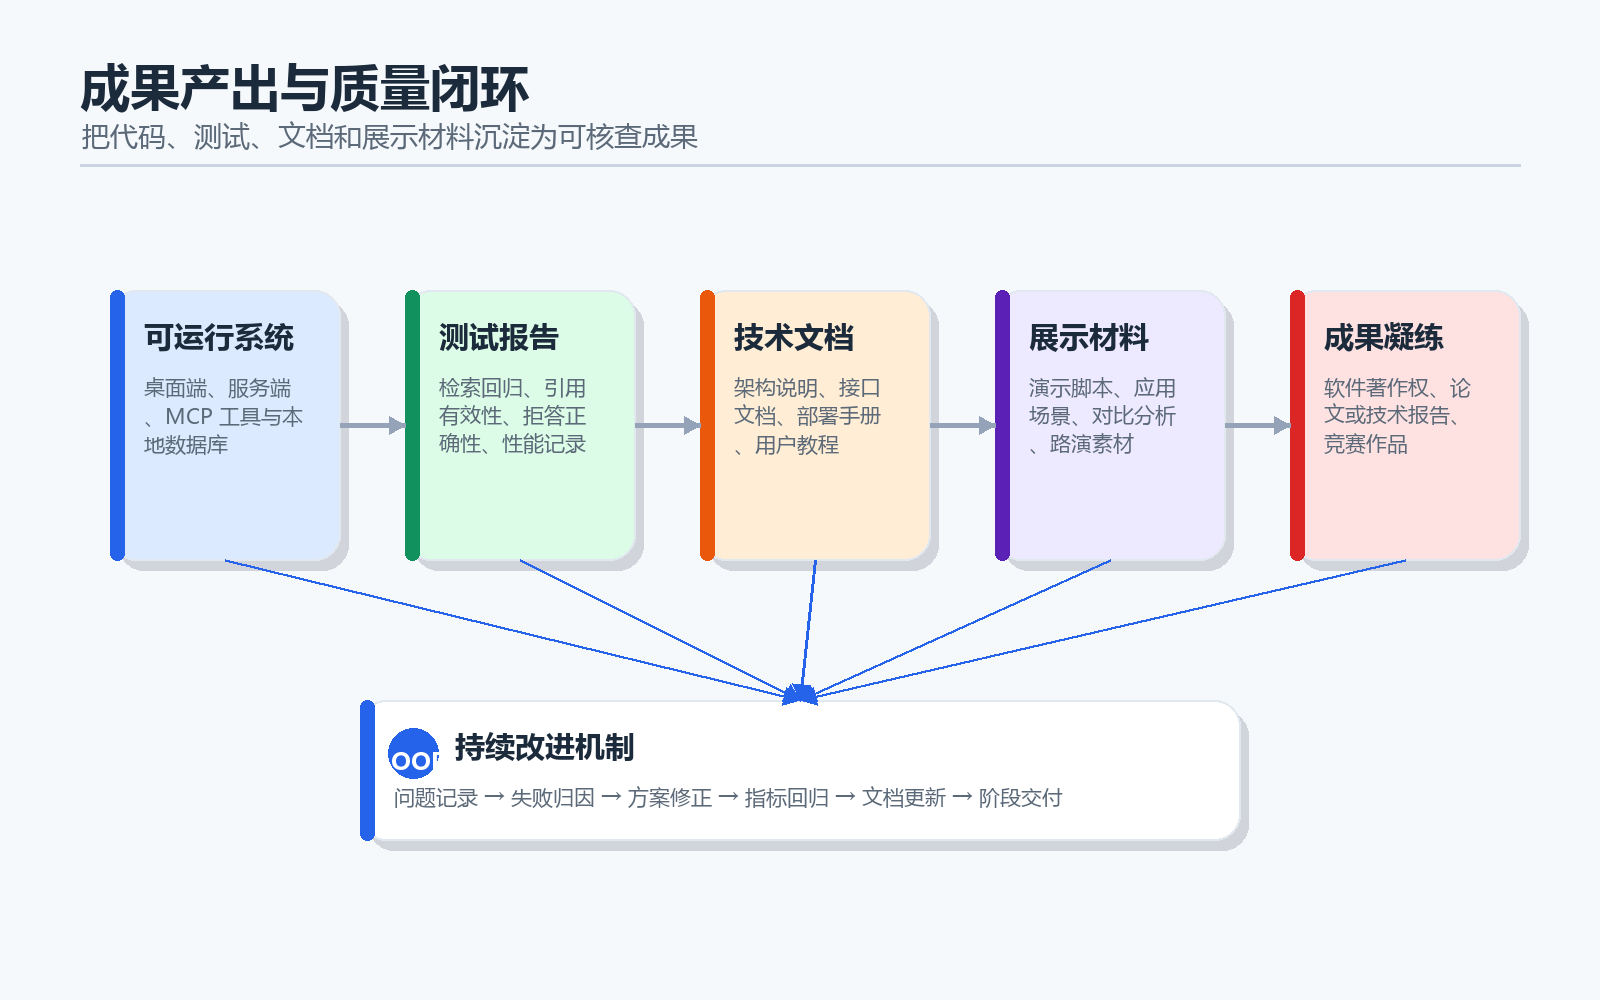 成果产出与质量闭环
把代码、测试、文档和展示材料沉淀为可核查成果
可运行系统
桌面端、服务端
、MCP 工具与本
地数据库
测试报告
检索回归、引用
有效性、拒答正
确性、性能记录
技术文档
架构说明、接口
文档、部署手册
、用户教程
展示材料
演示脚本、应用
场景、对比分析
、路演素材
成果凝练
软件著作权、论
文或技术报告、
竞赛作品
持续改进机制
问题记录 → 失败归因 → 方案修正 → 指标回归 → 文档更新 → 阶段交付